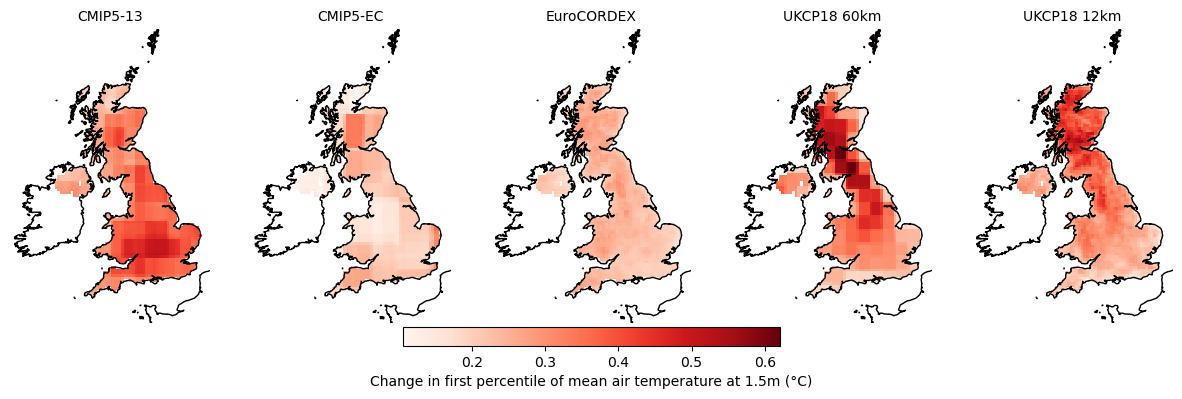 CMIP5-13 CMIP5-EC EuroCORDEX UKCP18 60km UKCP18 12km
0.2 0.3 0.4 0.5 0.6
Change in first percentile of mean air temperature at 1.5m (°C)